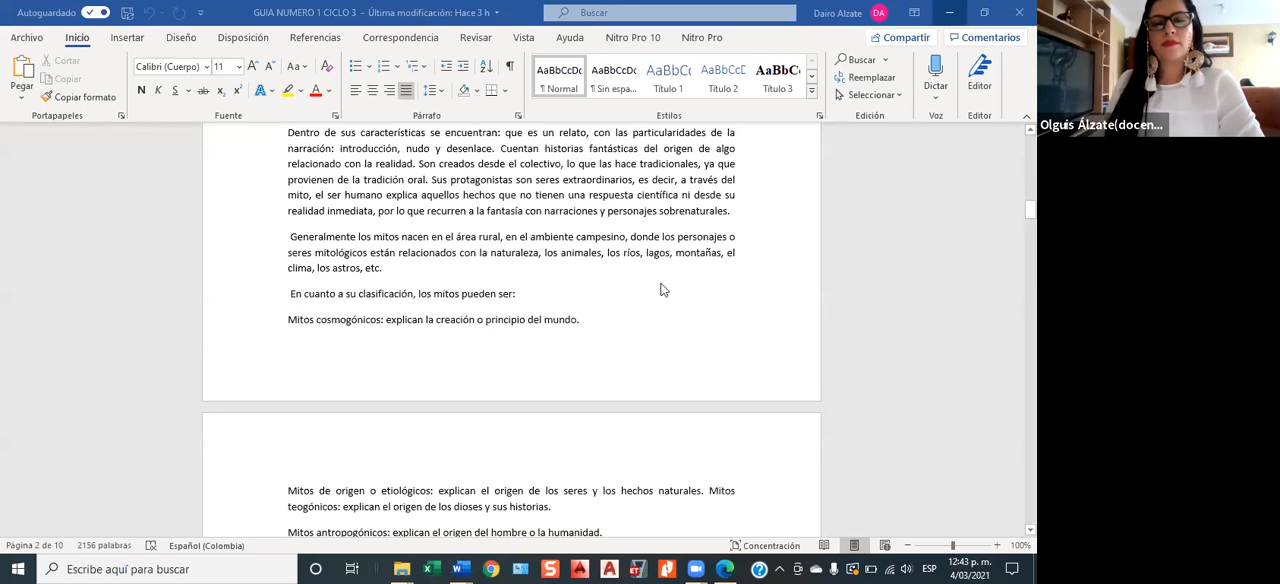 Autoguardado
GUIA NUMERO 1 CICLO 3 - Última modificación: Hace 3 h
Buscar
Dairo Alzate
DA
Archivo
Inicio
Insertar
Diseño
Disposición
Referencias
Correspondencia
Revisar
Vista
Ayuda
Nitro Pro 10
Nitro Pro
Compartir
Comentarios
Pegar
Cortar
Copiar
Copiar formato
Portapapeles
Calibri (Cuerpo)
11
N K S ab x₂ x²
Fuente
Párrafo
AaBbCcDc
¶ Normal
AaBbCcDc
¶ Sin espa...
AaBbCc
Título 1
AaBbCcD
Título 2
AaBbC
Título 3
Estilos
Buscar
Reemplazar
Seleccionar
Edición
Dictar
Voz
Editor
Editor
Olguis Álzate(docen...
Dentro de sus características se encuentran: que es un relato, con las particularidades de la
narración: introducción, nudo y desenlace. Cuentan historias fantásticas del origen de algo
relacionado con la realidad. Son creados desde el colectivo, lo que las hace tradicionales, ya que
provienen de la tradición oral. Sus protagonistas son seres extraordinarios, es decir, a través del
mito, el ser humano explica aquellos hechos que no tienen una respuesta científica ni desde su
realidad inmediata, por lo que recurren a la fantasía con narraciones y personajes sobrenaturales.
Generalmente los mitos nacen en el área rural, en el ambiente campesino, donde los personajes o
seres mitológicos están relacionados con la naturaleza, los animales, los ríos, lagos, montañas, el
clima, los astros, etc.
En cuanto a su clasificación, los mitos pueden ser:
Mitos cosmogónicos: explican la creación o principio del mundo.
Mitos de origen o etiológicos: explican el origen de los seres y los hechos naturales. Mitos
teogónicos: explican el origen de los dioses y sus historias.
Mitos antropogónicos: explican el origen del hombre o la humanidad.
Página 2 de 10
2156 palabras
Español (Colombia)
Concentración
100%
Escribe aquí para buscar
ESP
12:43 p. m.
4/03/2021